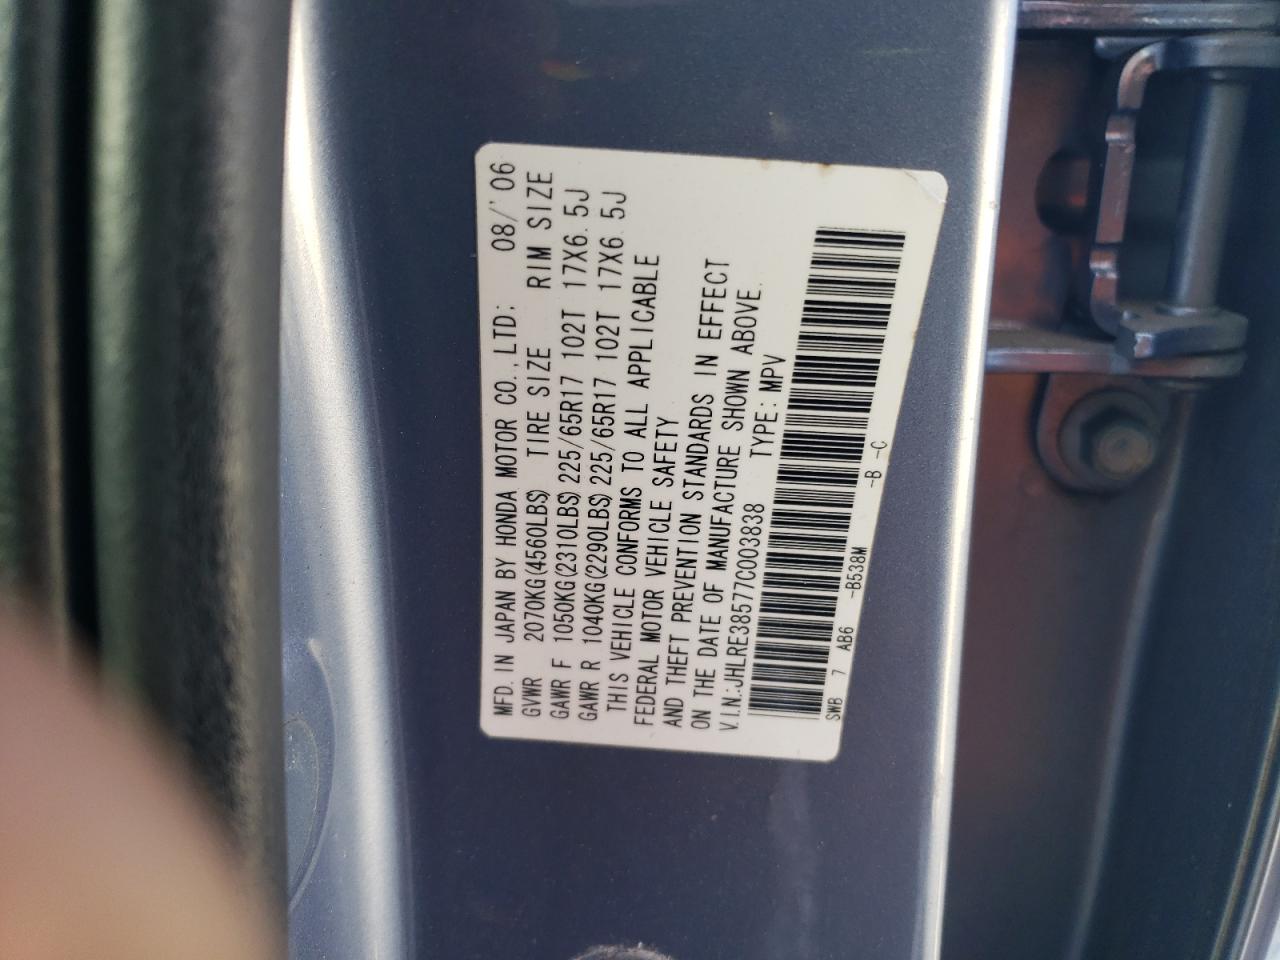 MFD. IN JAPAN BY HONDA MOTOR CO., LTD: 08/' 06
GVWR 2070KG(4560LBS) TIRE SIZE RIM SIZE
GAWR F 1050KG(2310LBS) 225/65R17 102T 17X6. 5J
GAWR R 1040KG(2290LBS) 225/65R17 102T 17X6. 5J
THIS VEHICLE CONFORMS TO ALL APPLICABLE
FEDERAL MOTOR VEHICLE SAFETY
AND THEFT PREVENTION STANDARDS IN EFFECT
ON THE DATE OF MANUFACTURE SHOWN ABOVE.
V.I.N.:JHLRE38577C003838 TYPE: MPV
SWB 7 AB6 -B538M -B -C